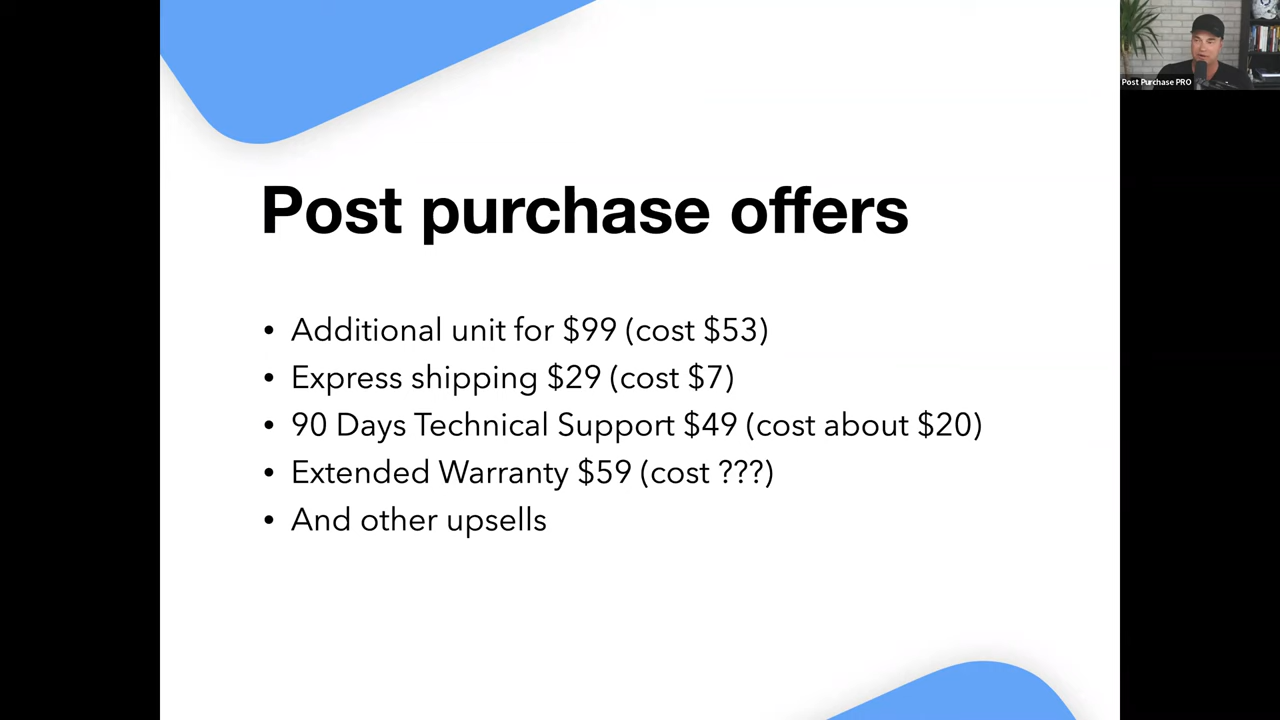 Post Purchase PRO
Post purchase offers
• Additional unit for $99 (cost $53)
• Express shipping $29 (cost $7)
• 90 Days Technical Support $49 (cost about $20)
• Extended Warranty $59 (cost ???)
• And other upsells